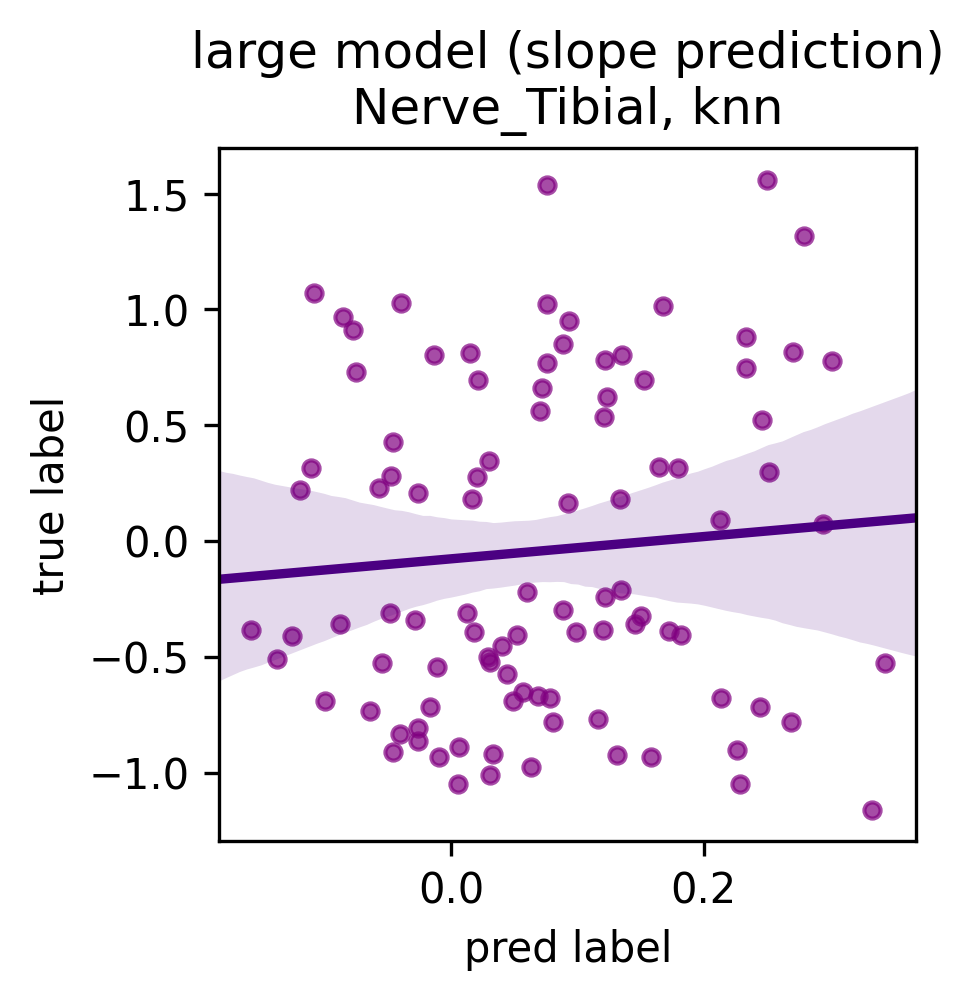 large model (slope prediction)
Nerve_Tibial, knn
1.5
1.0
0.5
0.0
−0.5
−1.0
true label
0.0 0.2
pred label